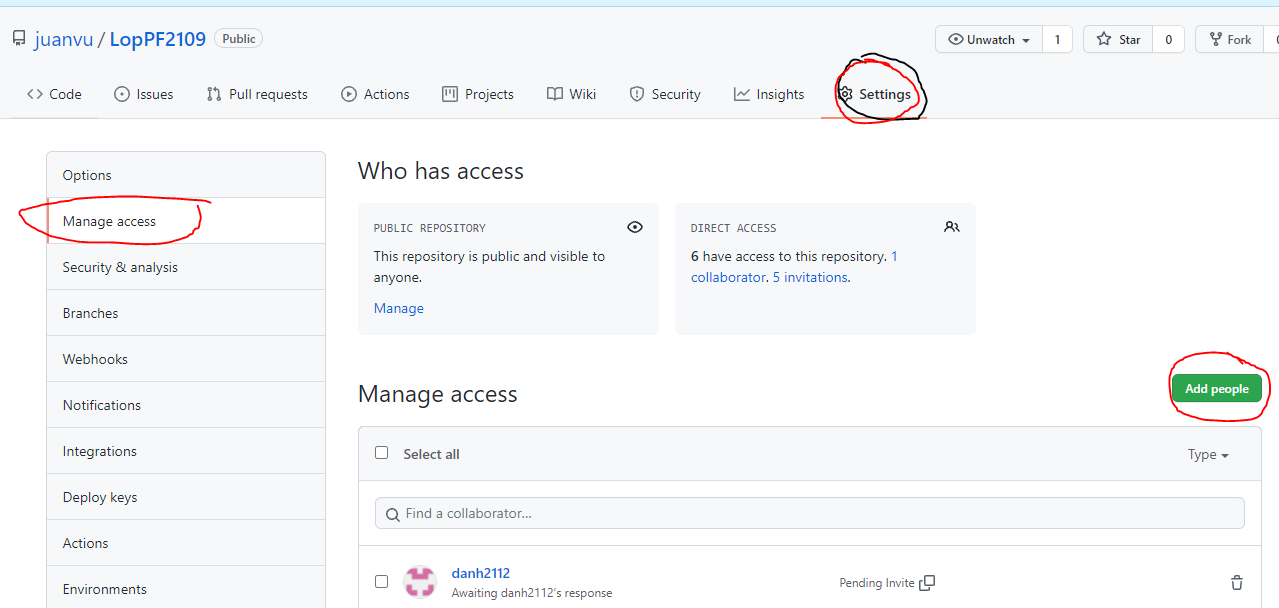 juanvu / LopPF2109 Public
Unwatch 1 Star 0 Fork
Code Issues Pull requests Actions Projects Wiki Security Insights Settings
Options
Manage access
Security & analysis
Branches
Webhooks
Notifications
Integrations
Deploy keys
Actions
Environments
Who has access
PUBLIC REPOSITORY
This repository is public and visible to
anyone.
Manage
DIRECT ACCESS
6 have access to this repository. 1
collaborator. 5 invitations.
Manage access
Add people
Select all
Type
Find a collaborator...
danh2112
Awaiting danh2112's response
Pending Invite